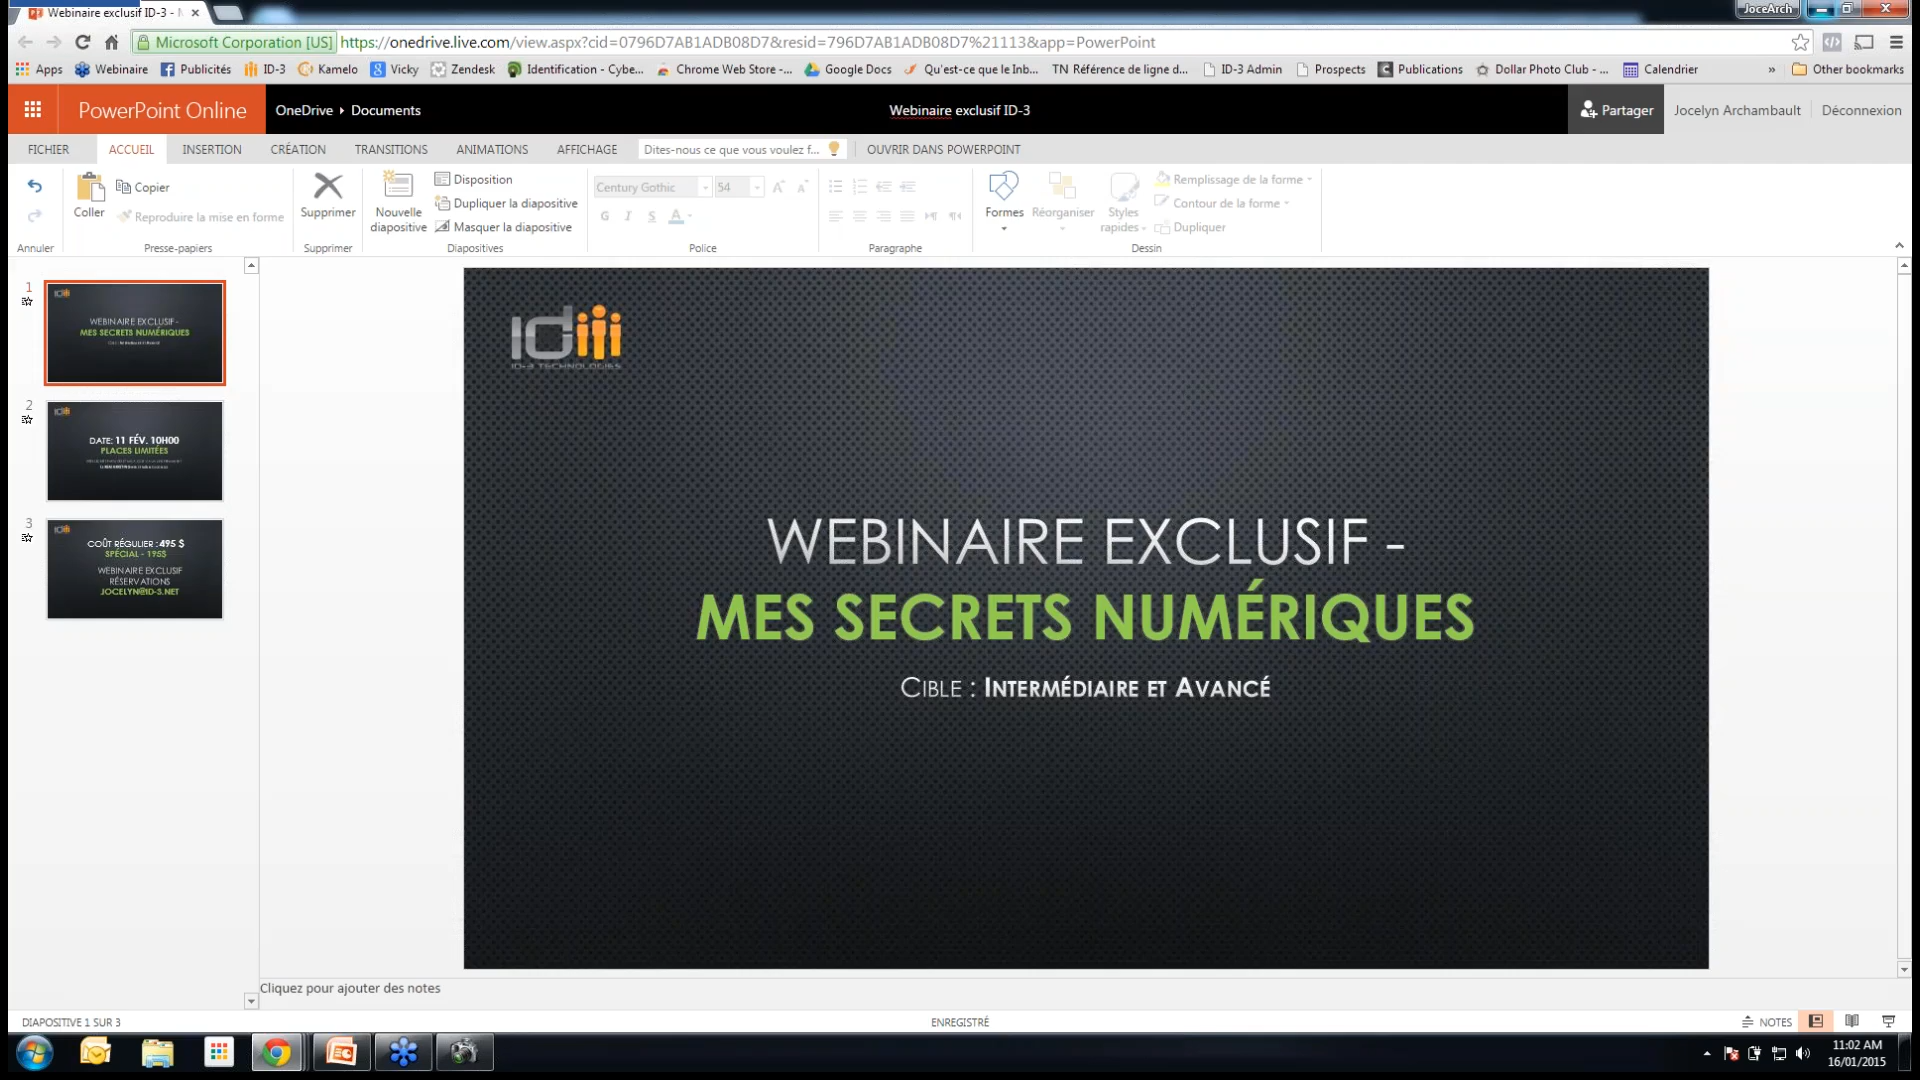 Webinaire exclusif ID-3 -
JoceArch
Microsoft Corporation [US] https://onedrive.live.com/view.aspx?cid=0796D7AB1ADB08D7&resid=796D7AB1ADB08D7%21113&app=PowerPoint
Apps Webinaire Publicités ID-3 Kamelo Vicky Zendesk Identification - Cybe... Chrome Web Store -... Google Docs Qu'est-ce que le Inb... TN Référence de ligne d... ID-3 Admin Prospects Publications Dollar Photo Club - ... Calendrier » Other bookmarks
PowerPoint Online OneDrive Documents Webinaire exclusif ID-3 Partager Jocelyn Archambault Déconnexion
FICHIER ACCUEIL INSERTION CRÉATION TRANSITIONS ANIMATIONS AFFICHAGE Dites-nous ce que vous voulez f... OUVRIR DANS POWERPOINT
Coller
Copier
Reproduire la mise en forme
Supprimer
Nouvelle
diapositive
Disposition
Dupliquer la diapositive
Masquer la diapositive
Century Gothic 54
G I S A
Formes
Réorganiser
Styles
rapides
Remplissage de la forme
Contour de la forme
Dupliquer
Annuler Presse-papiers Supprimer Diapositives Police Paragraphe Dessin
1
WEBINAIRE EXCLUSIF -
MES SECRETS NUMÉRIQUES
2
DATE: 11 FÉV. 10H00
PLACES LIMITÉES
3
COÛT RÉGULIER : 495 $
SPÉCIAL - 195$
WEBINAIRE EXCLUSIF
RÉSERVATIONS
JOCELYN@ID-3.NET
ID-3 TECHNOLOGIES
WEBINAIRE EXCLUSIF -
MES SECRETS NUMÉRIQUES
CIBLE : INTERMÉDIAIRE ET AVANCÉ
Cliquez pour ajouter des notes
DIAPOSITIVE 1 SUR 3 ENREGISTRÉ NOTES
11:02 AM
16/01/2015